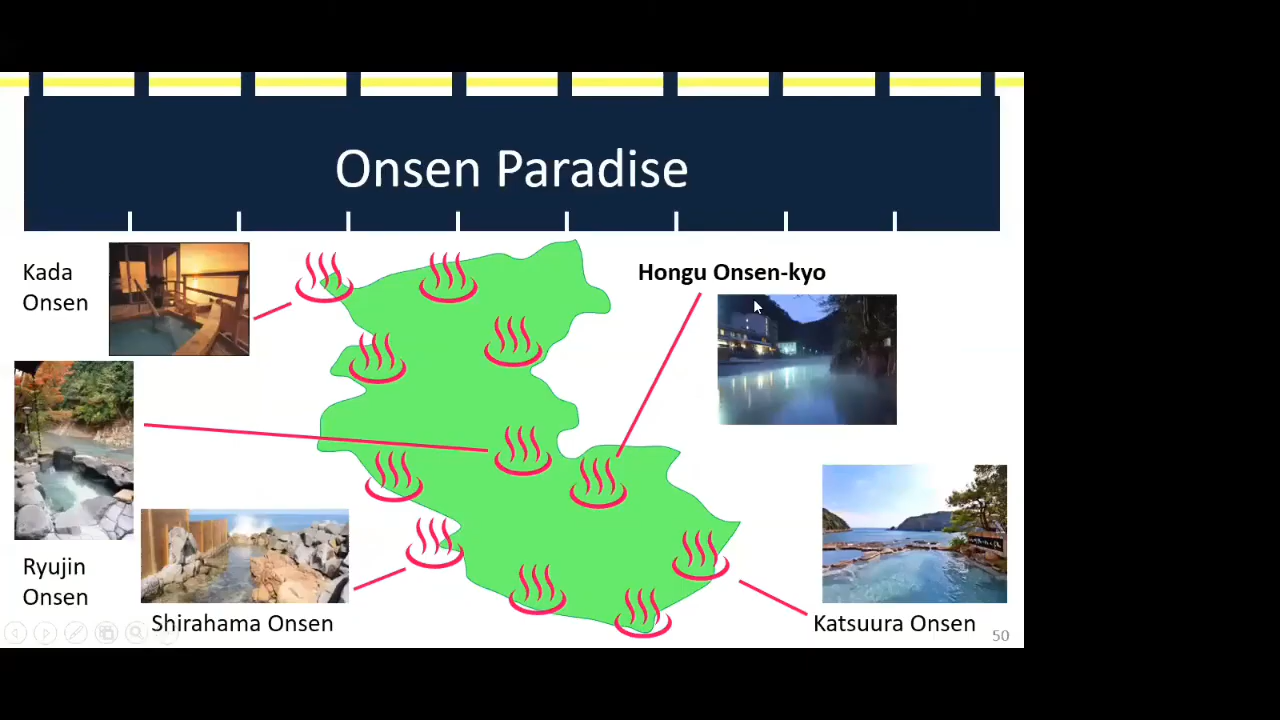 Onsen Paradise
Kada
Onsen
Hongu Onsen-kyo
Ryujin
Onsen
Shirahama Onsen
Katsuura Onsen
50